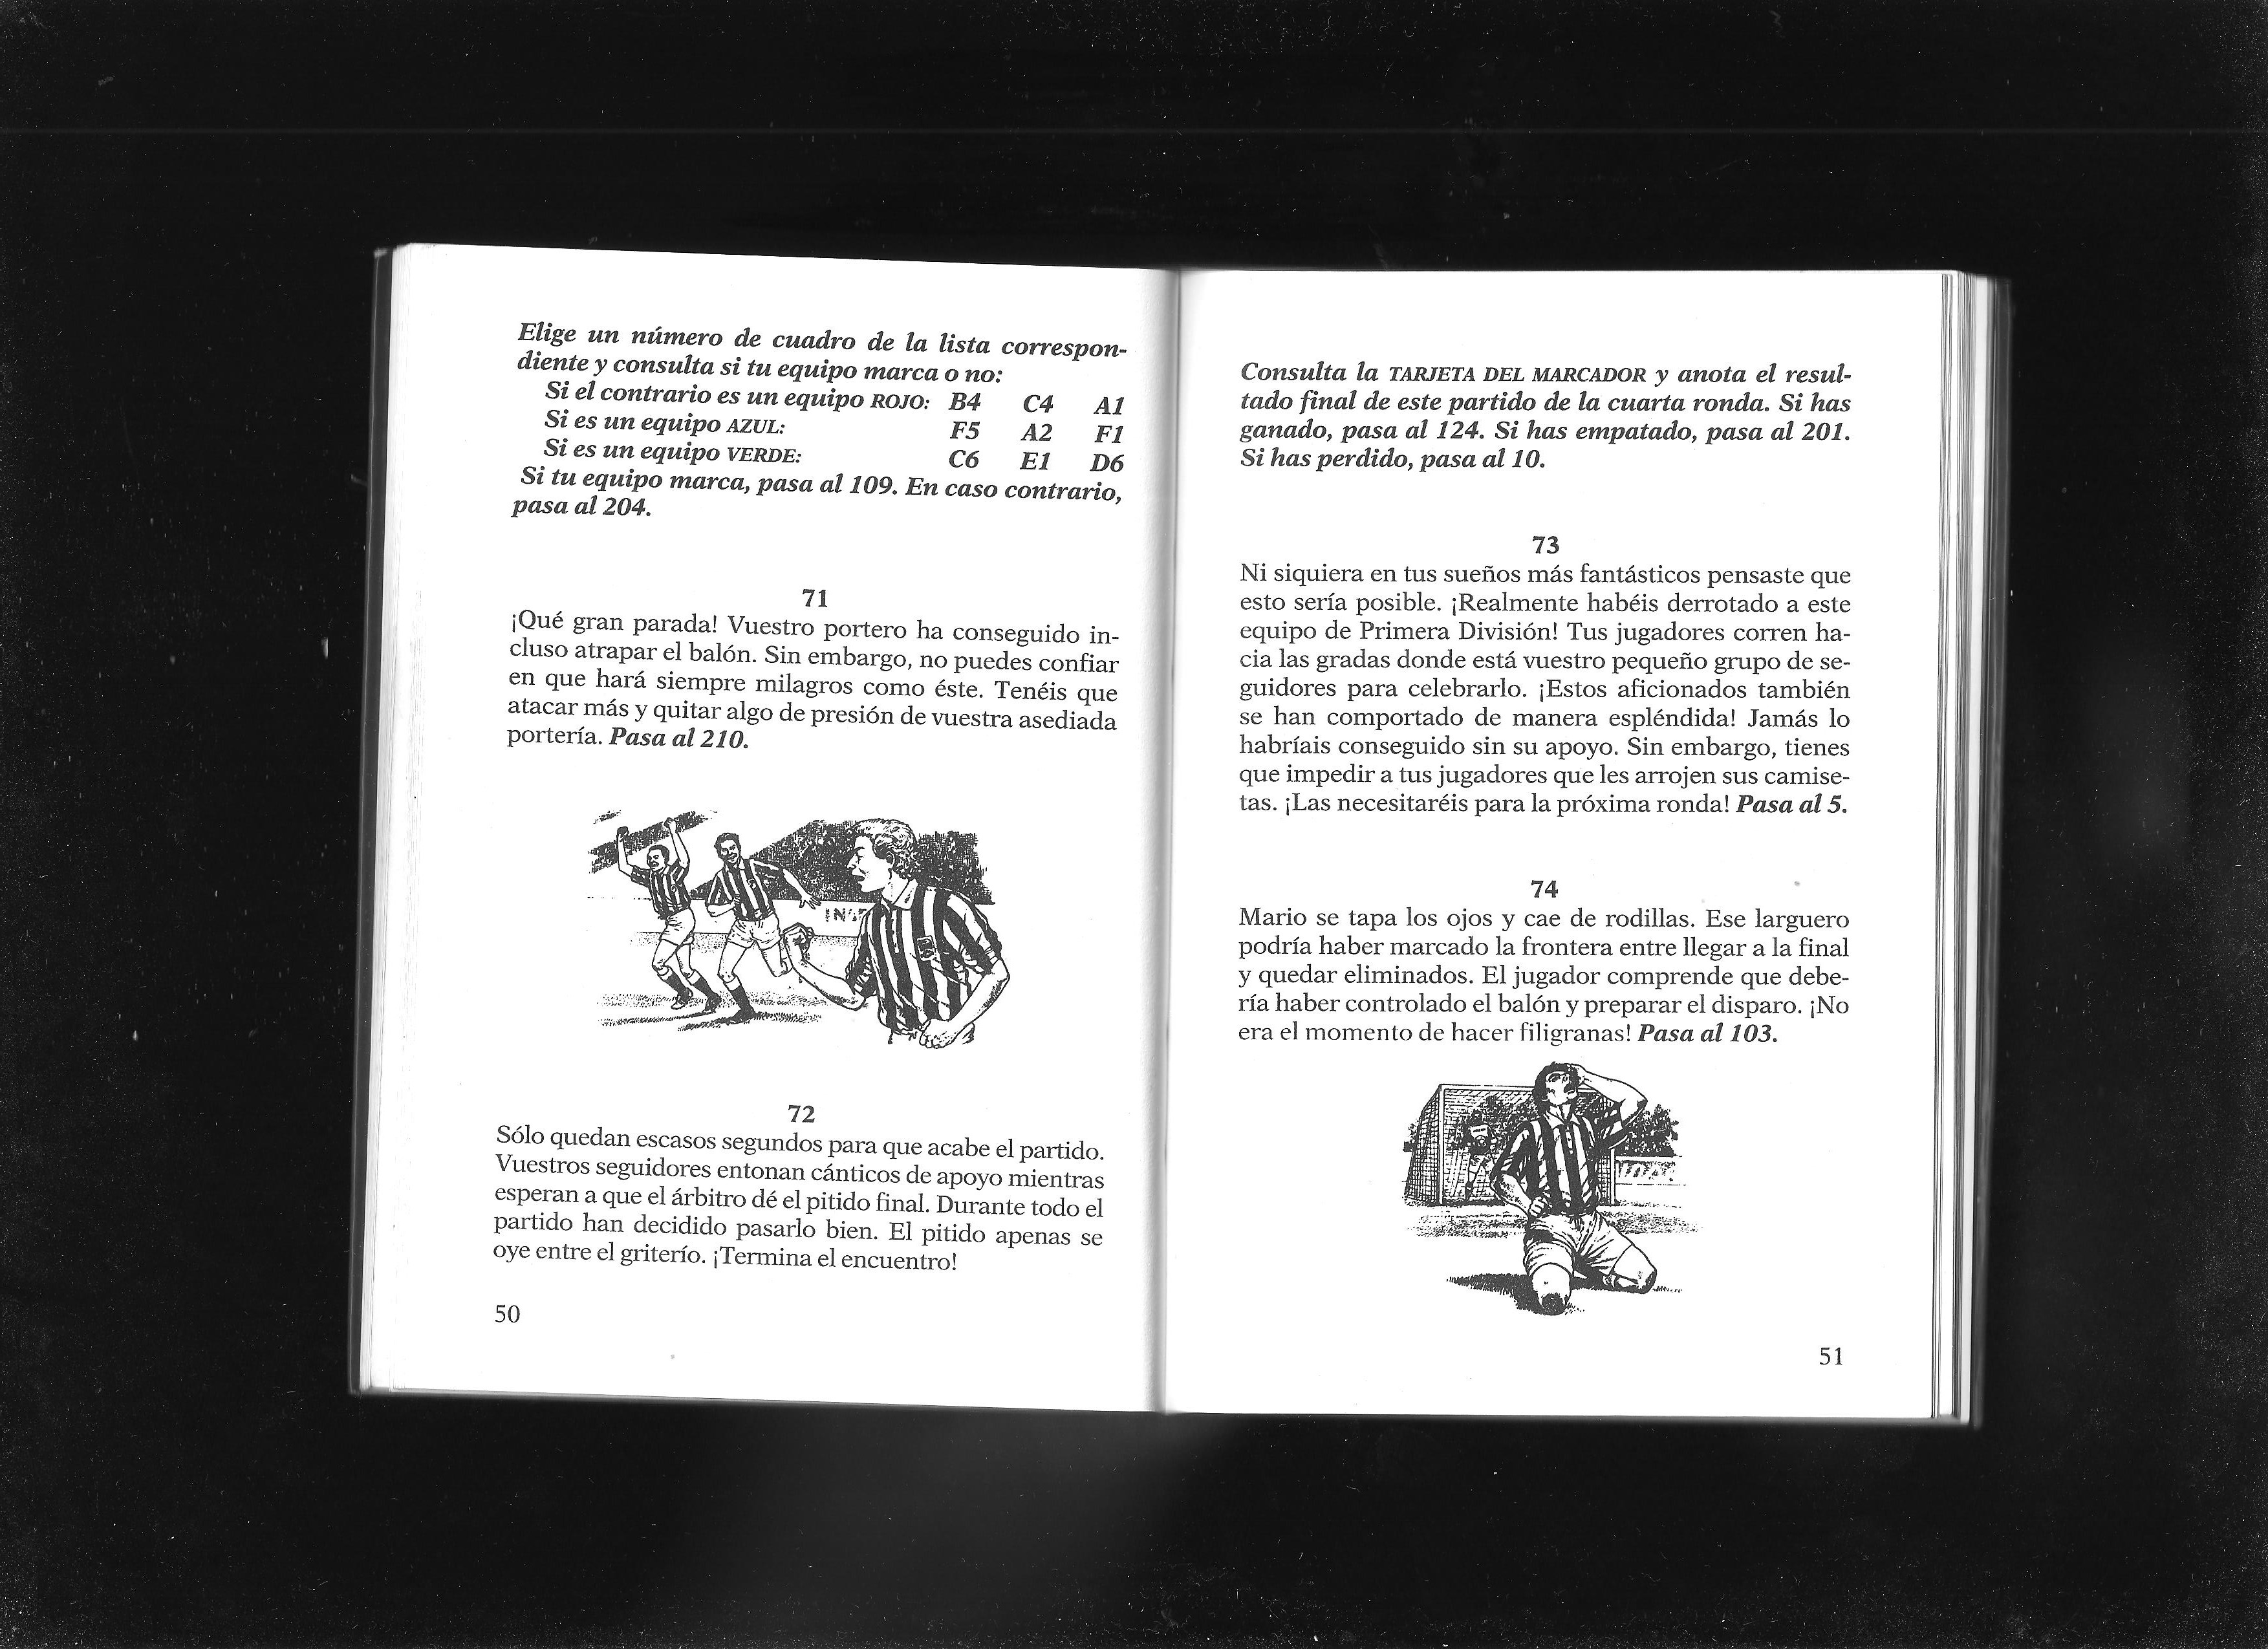 Elige un número de cuadro de la lista correspon-
diente y consulta si tu equipo marca o no:
Si el contrario es un equipo ROJO: B4 C4 A1
Si es un equipo AZUL: F5 A2 F1
Si es un equipo VERDE: C6 E1 D6
Si tu equipo marca, pasa al 109. En caso contrario,
pasa al 204.
71
¡Qué gran parada! Vuestro portero ha conseguido in-
cluso atrapar el balón. Sin embargo, no puedes confiar
en que hará siempre milagros como éste. Tenéis que
atacar más y quitar algo de presión de vuestra asediada
portería. Pasa al 210.
72
Sólo quedan escasos segundos para que acabe el partido.
Vuestros seguidores entonan cánticos de apoyo mientras
esperan a que el árbitro dé el pitido final. Durante todo el
partido han decidido pasarlo bien. El pitido apenas se
oye entre el griterío. ¡Termina el encuentro!
50
Consulta la TARJETA DEL MARCADOR y anota el resul-
tado final de este partido de la cuarta ronda. Si has
ganado, pasa al 124. Si has empatado, pasa al 201.
Si has perdido, pasa al 10.
73
Ni siquiera en tus sueños más fantásticos pensaste que
esto sería posible. ¡Realmente habéis derrotado a este
equipo de Primera División! Tus jugadores corren ha-
cia las gradas donde está vuestro pequeño grupo de se-
guidores para celebrarlo. ¡Estos aficionados también
se han comportado de manera espléndida! Jamás lo
habríais conseguido sin su apoyo. Sin embargo, tienes
que impedir a tus jugadores que les arrojen sus camise-
tas. ¡Las necesitaréis para la próxima ronda! Pasa al 5.
74
Mario se tapa los ojos y cae de rodillas. Ese larguero
podría haber marcado la frontera entre llegar a la final
y quedar eliminados. El jugador comprende que debe-
ría haber controlado el balón y preparar el disparo. ¡No
era el momento de hacer filigranas! Pasa al 103.
51